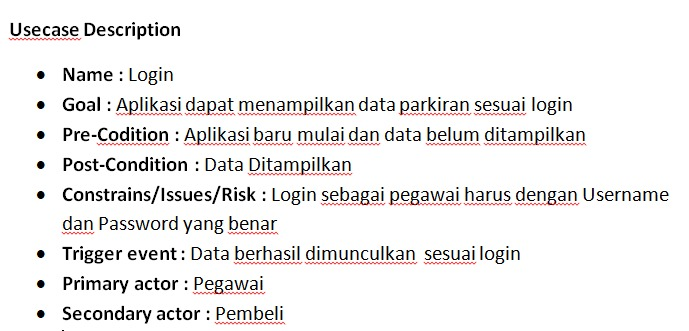 Usecase Description
• Name : Login
• Goal : Aplikasi dapat menampilkan data parkiran sesuai login
• Pre-Codition : Aplikasi baru mulai dan data belum ditampilkan
• Post-Condition : Data Ditampilkan
• Constrains/Issues/Risk : Login sebagai pegawai harus dengan Username
dan Password yang benar
• Trigger event : Data berhasil dimunculkan sesuai login
• Primary actor : Pegawai
• Secondary actor : Pembeli